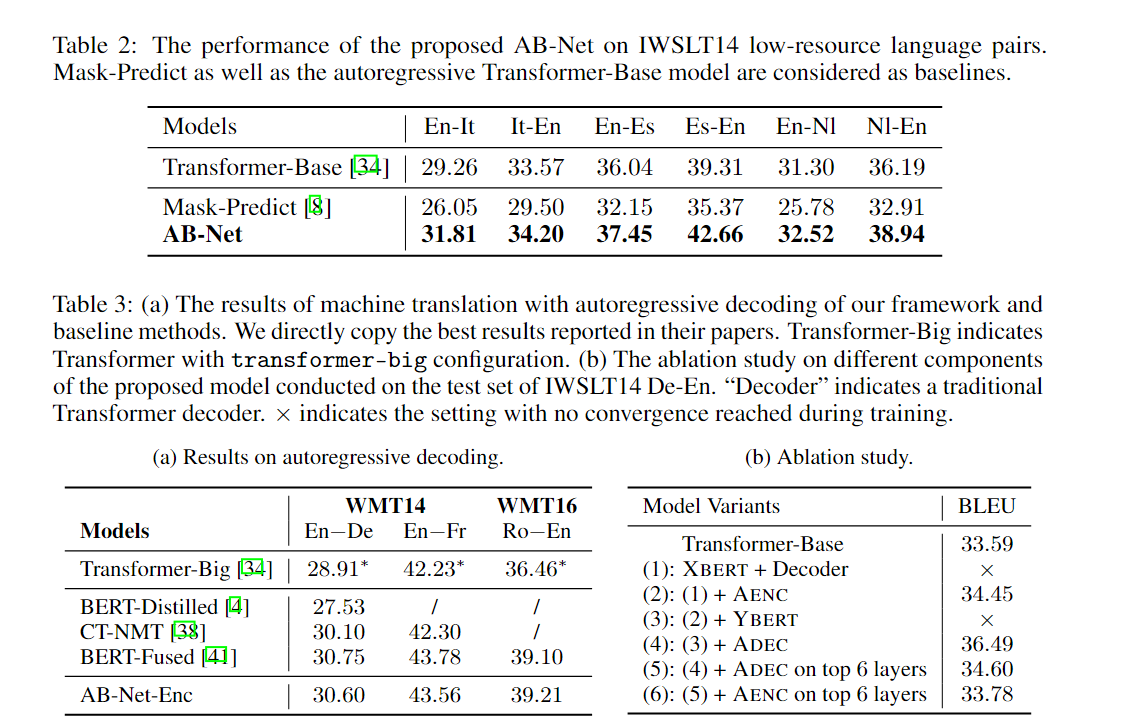 Table 2: The performance of the proposed AB-Net on IWSLT14 low-resource language pairs.
Mask-Predict as well as the autoregressive Transformer-Base model are considered as baselines.
Models En-It It-En En-Es Es-En En-Nl Nl-En
Transformer-Base [34] 29.26 33.57 36.04 39.31 31.30 36.19
Mask-Predict [8] 26.05 29.50 32.15 35.37 25.78 32.91
AB-Net 31.81 34.20 37.45 42.66 32.52 38.94
Table 3: (a) The results of machine translation with autoregressive decoding of our framework and
baseline methods. We directly copy the best results reported in their papers. Transformer-Big indicates
Transformer with transformer-big configuration. (b) The ablation study on different components
of the proposed model conducted on the test set of IWSLT14 De-En. “Decoder” indicates a traditional
Transformer decoder. × indicates the setting with no convergence reached during training.
(a) Results on autoregressive decoding.
WMT14 WMT16
Models En−De En−Fr Ro−En
Transformer-Big [34] 28.91* 42.23* 36.46*
BERT-Distilled [4] 27.53 / /
CT-NMT [38] 30.10 42.30 /
BERT-Fused [41] 30.75 43.78 39.10
AB-Net-Enc 30.60 43.56 39.21
(b) Ablation study.
Model Variants BLEU
Transformer-Base 33.59
(1): XBERT + Decoder ×
(2): (1) + AENC 34.45
(3): (2) + YBERT ×
(4): (3) + ADEC 36.49
(5): (4) + ADEC on top 6 layers 34.60
(6): (5) + AENC on top 6 layers 33.78